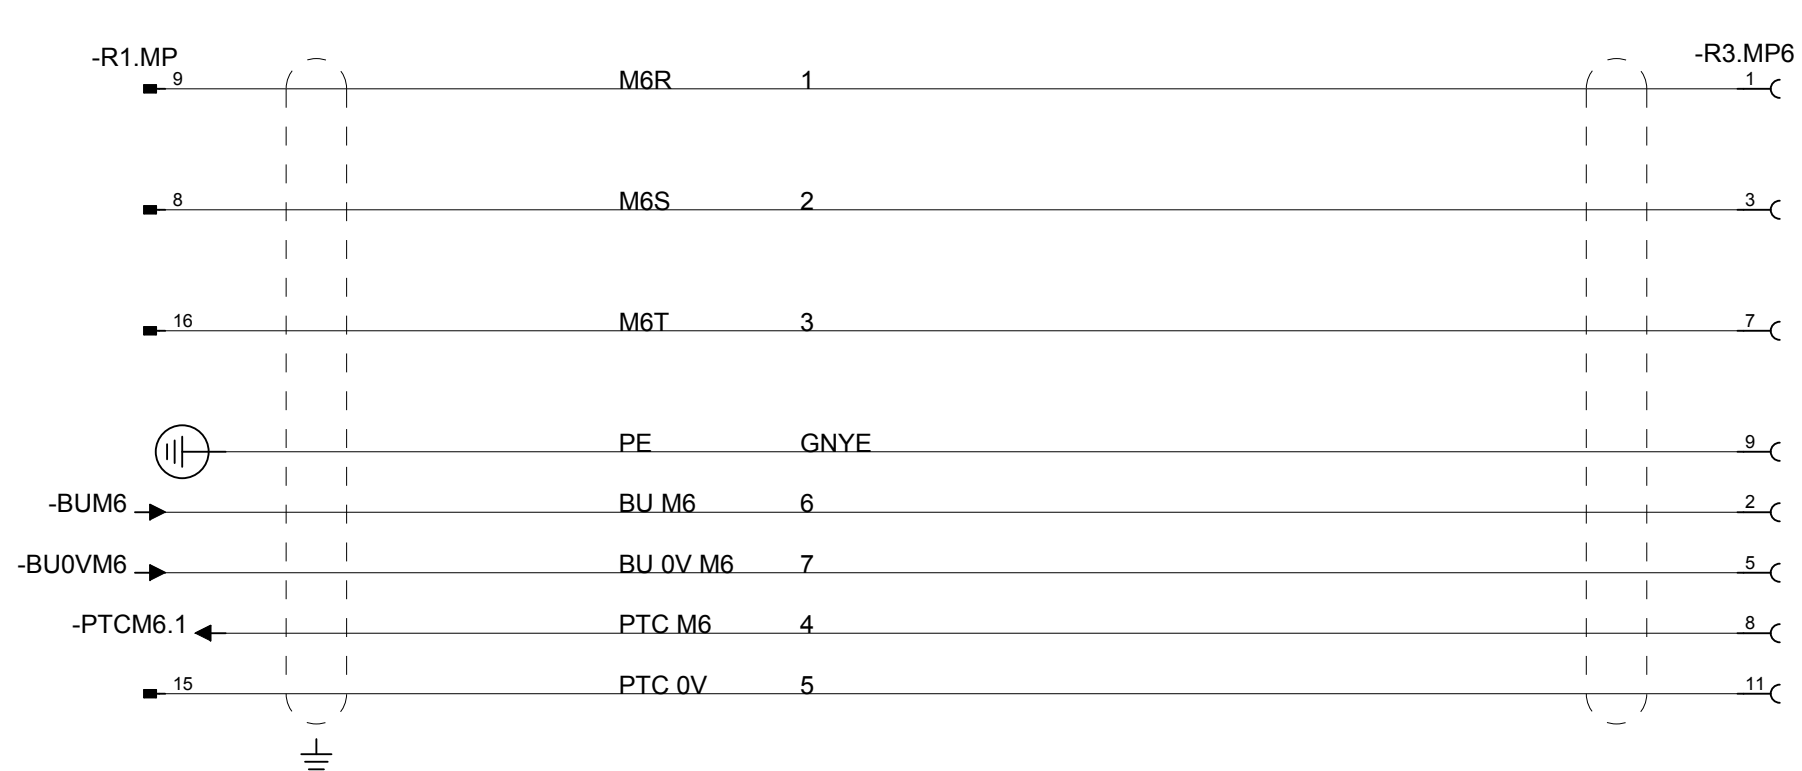 -R1.MP -R3.MP6
9 M6R 1 1
8 M6S 2 3
16 M6T 3 7
PE GNYE 9
-BUM6 BU M6 6 2
-BU0VM6 BU 0V M6 7 5
-PTCM6.1 PTC M6 4 8
15 PTC 0V 5 11